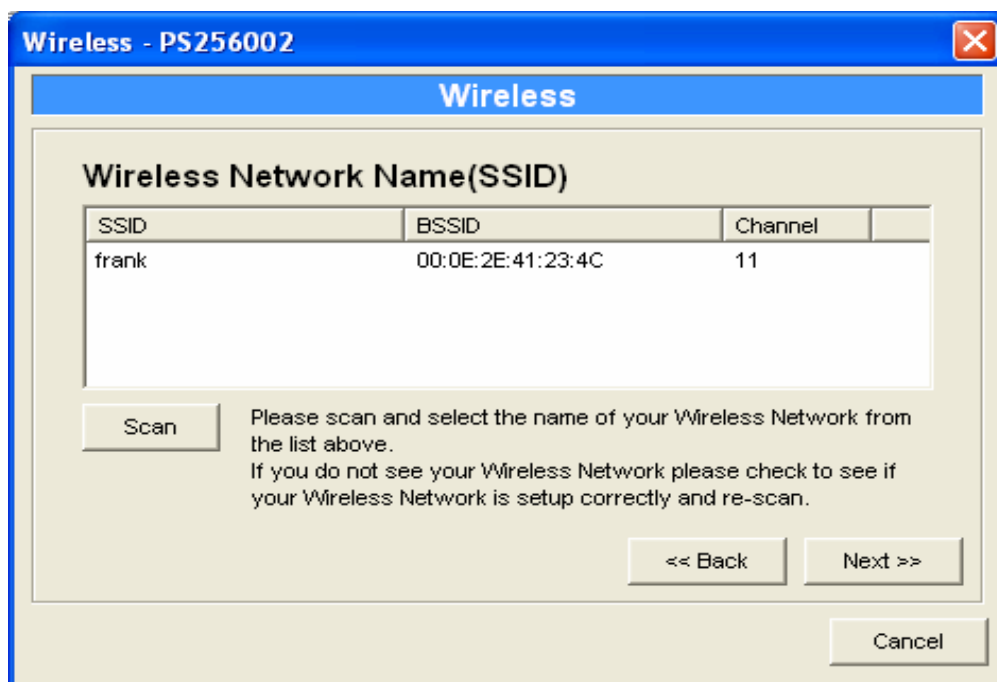 Wireless - PS256002
Wireless
Wireless Network Name(SSID)
SSID BSSID Channel
frank 00:0E:2E:41:23:4C 11
Scan
Please scan and select the name of your Wireless Network from
the list above.
If you do not see your Wireless Network please check to see if
your Wireless Network is setup correctly and re-scan.
<< Back Next >>
Cancel